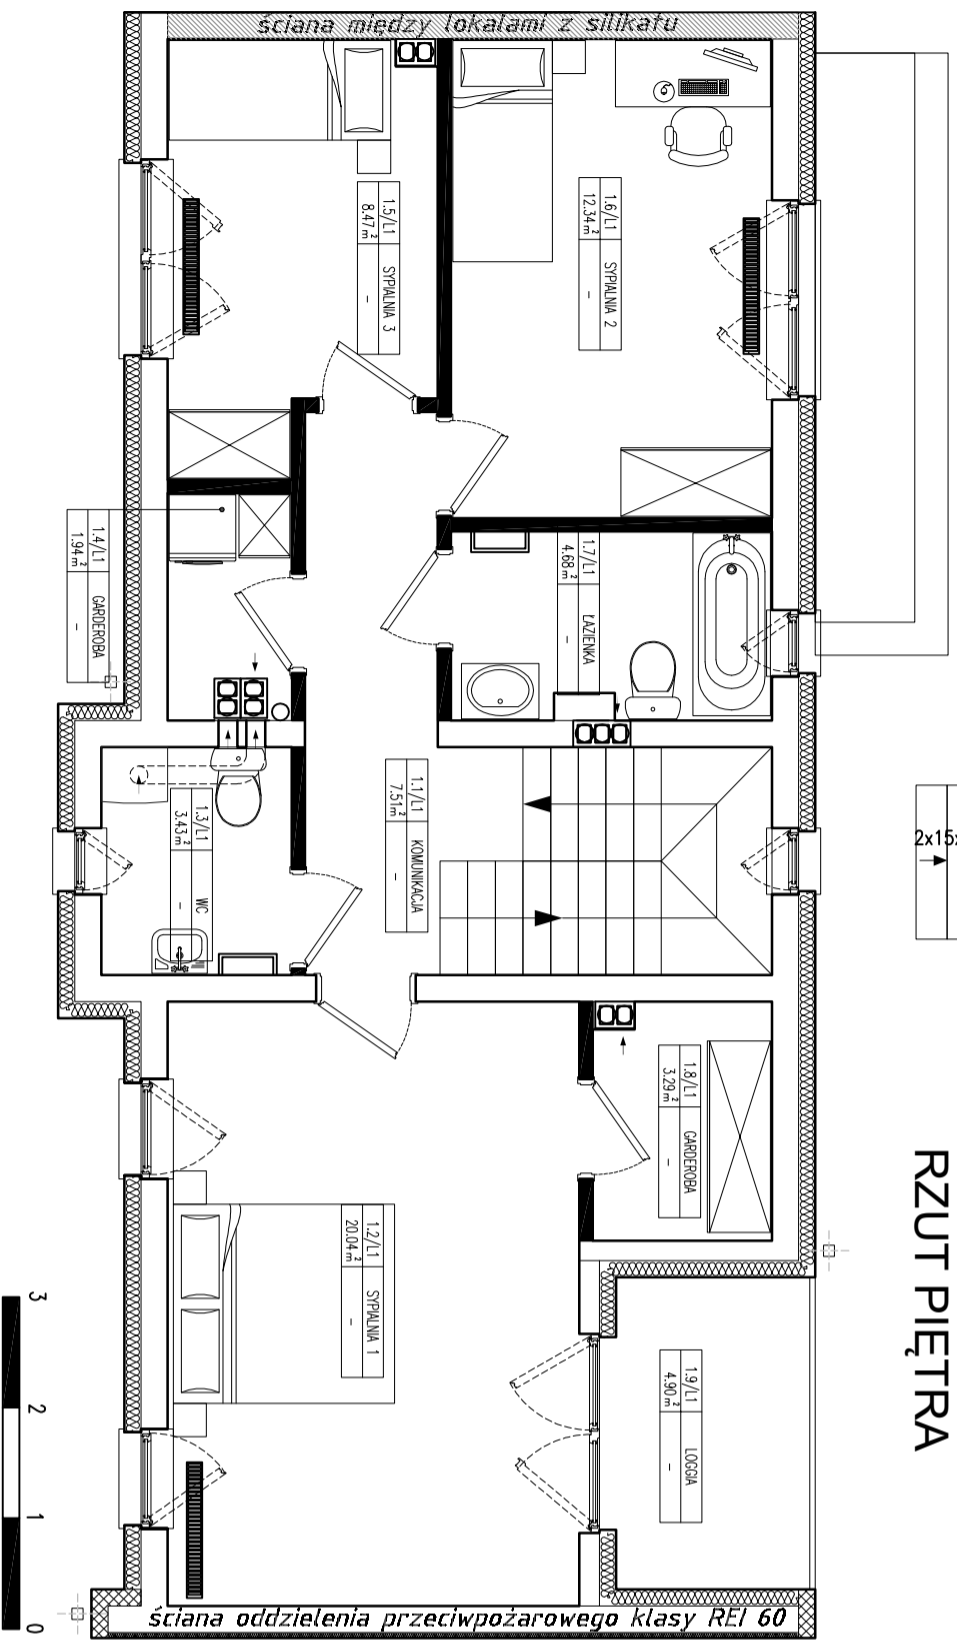 ściana między lokalami z silikatu
1.5/L1 SYPIALNIA 3
8.47 m² -
1.6/L1 SYPIALNIA 2
12.34 m² -
1.4/L1 GARDEROBA
1.94 m² -
1.7/L1 ŁAZIENKA
4.68 m² -
1.3/L1 WC
3.43 m² -
1.1/L1 KOMUNIKACJA
7.51 m² -
2x15x
1.8/L1 GARDEROBA
3.29 m² -
1.2/L1 SYPIALNIA 1
20.04 m² -
1.9/L1 LOGGIA
4.90 m² -
RZUT PIĘTRA
3 2 1 0
ściana oddzielenia przeciwpożarowego klasy REI 60